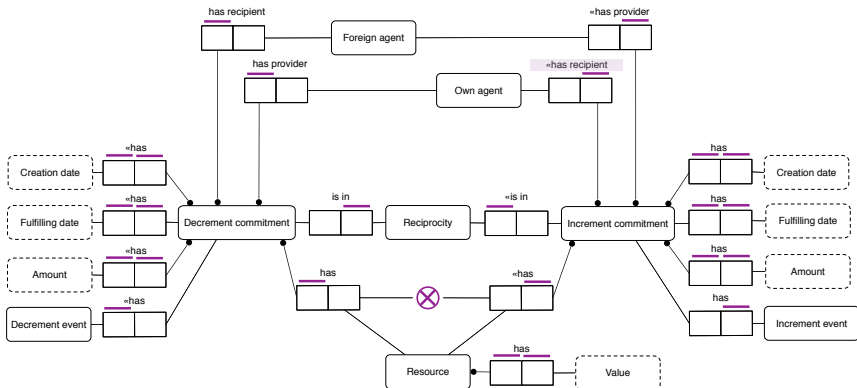 has recipient
Foreign agent
«has provider
has provider
Own agent
«has recipient
«has
has
Creation date
Creation date
«has
is in
«is in
has
Fulfilling date
Decrement commitment
Reciprocity
Increment commitment
Fulfilling date
«has
has
Amount
has
«has
Amount
«has
has
Decrement event
Increment event
has
Resource
Value